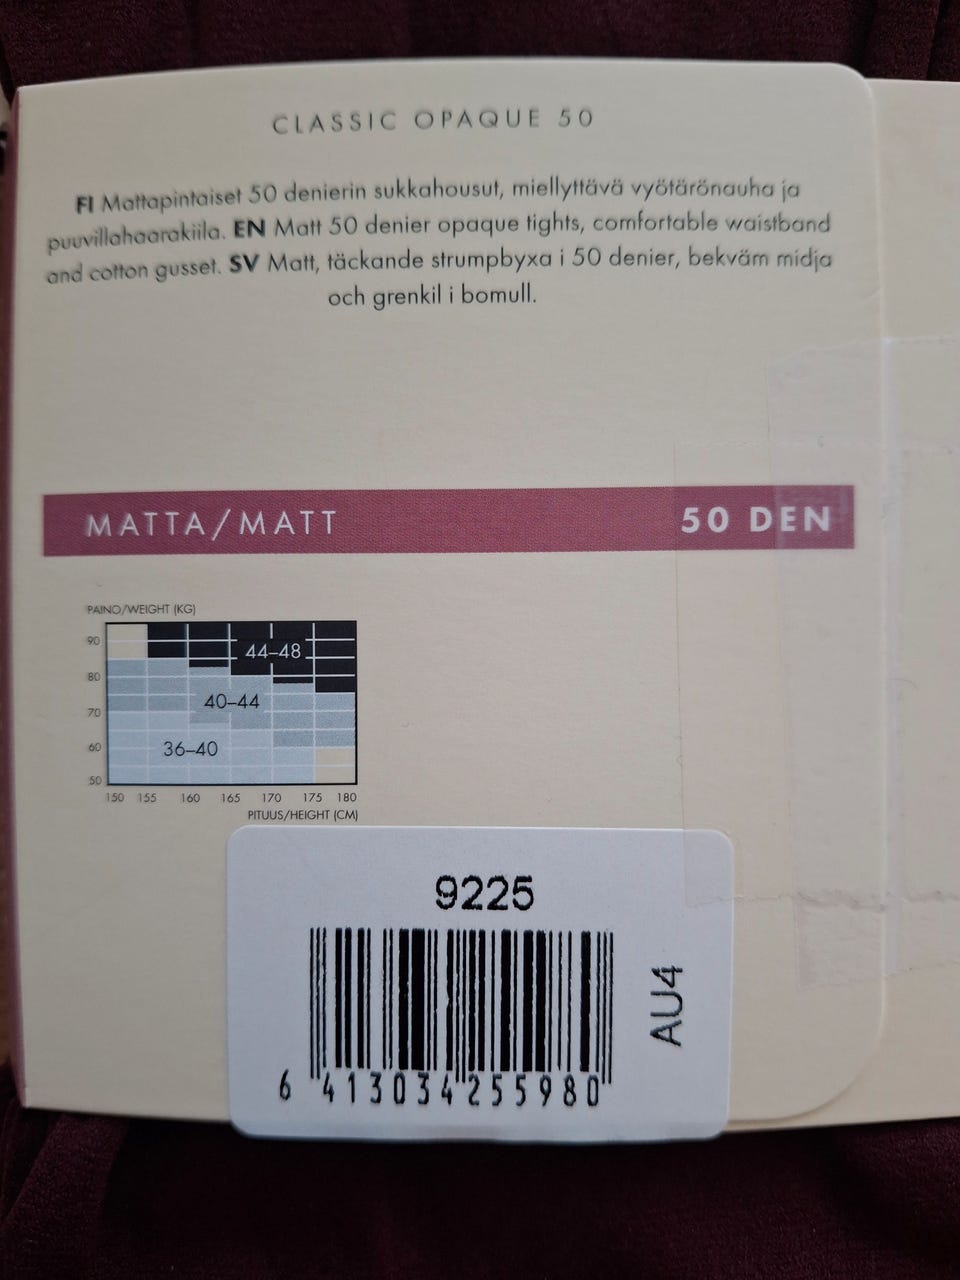 CLASSIC OPAQUE 50
FI Mattapintaiset 50 denierin sukkahousut, miellyttävä vyötärönauha ja
puuvillahaarakiila. EN Matt 50 denier opaque tights, comfortable waistband
and cotton gusset. SV Matt, täckande strumpbyxa i 50 denier, bekväm midja
och grenkil i bomull.
MATTA/MATT 50 DEN
PAINO/WEIGHT (KG)
90
44–48
80
40–44
70
60
36–40
50
150 155 160 165 170 175 180
PITUUS/HEIGHT (CM)
9225
AU4
6 413034 255980